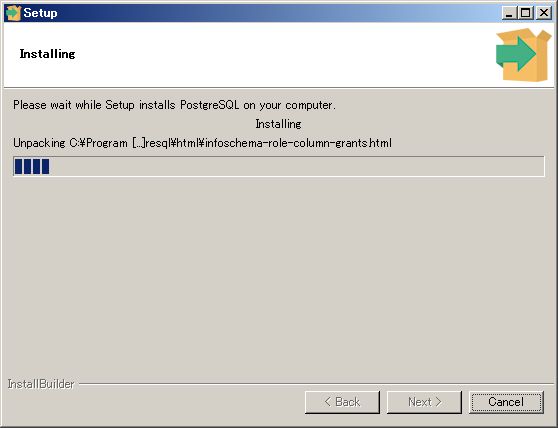 Setup
Installing
Please wait while Setup installs PostgreSQL on your computer.
Installing
Unpacking C:¥Program [...]resql¥html¥infoschema-role-column-grants.html
InstallBuilder
< Back
Next >
Cancel